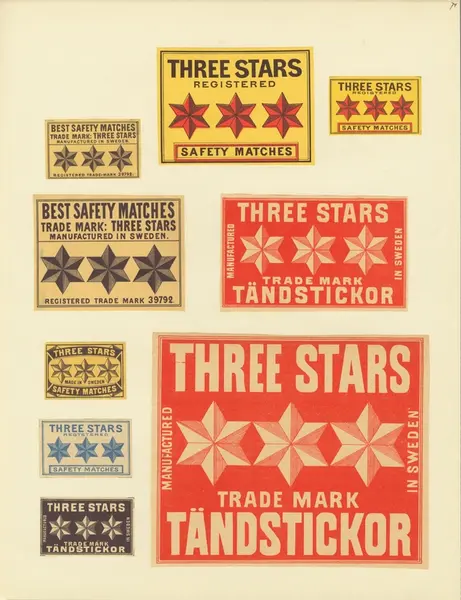 THREE STARS
REGISTERED
SAFETY MATCHES
THREE STARS
REGISTERED
SAFETY MATCHES
BEST SAFETY MATCHES
TRADE MARK: THREE STARS
MANUFACTURED IN SWEDEN.
REGISTERED TRADE-MARK 39792.
BEST SAFETY MATCHES
TRADE MARK: THREE STARS
MANUFACTURED IN SWEDEN.
REGISTERED TRADE MARK 39792.
THREE STARS
MANUFACTURED
IN SWEDEN
TRADE MARK
TÄNDSTICKOR
THREE STARS
MADE IN SWEDEN
SAFETY MATCHES
THREE STARS
REGISTERED
SAFETY MATCHES
THREE STARS
MANUFACTURED
IN SWEDEN
TRADE MARK
TÄNDSTICKOR
THREE STARS
MANUFACTURED
IN SWEDEN
TRADE MARK
TÄNDSTICKOR